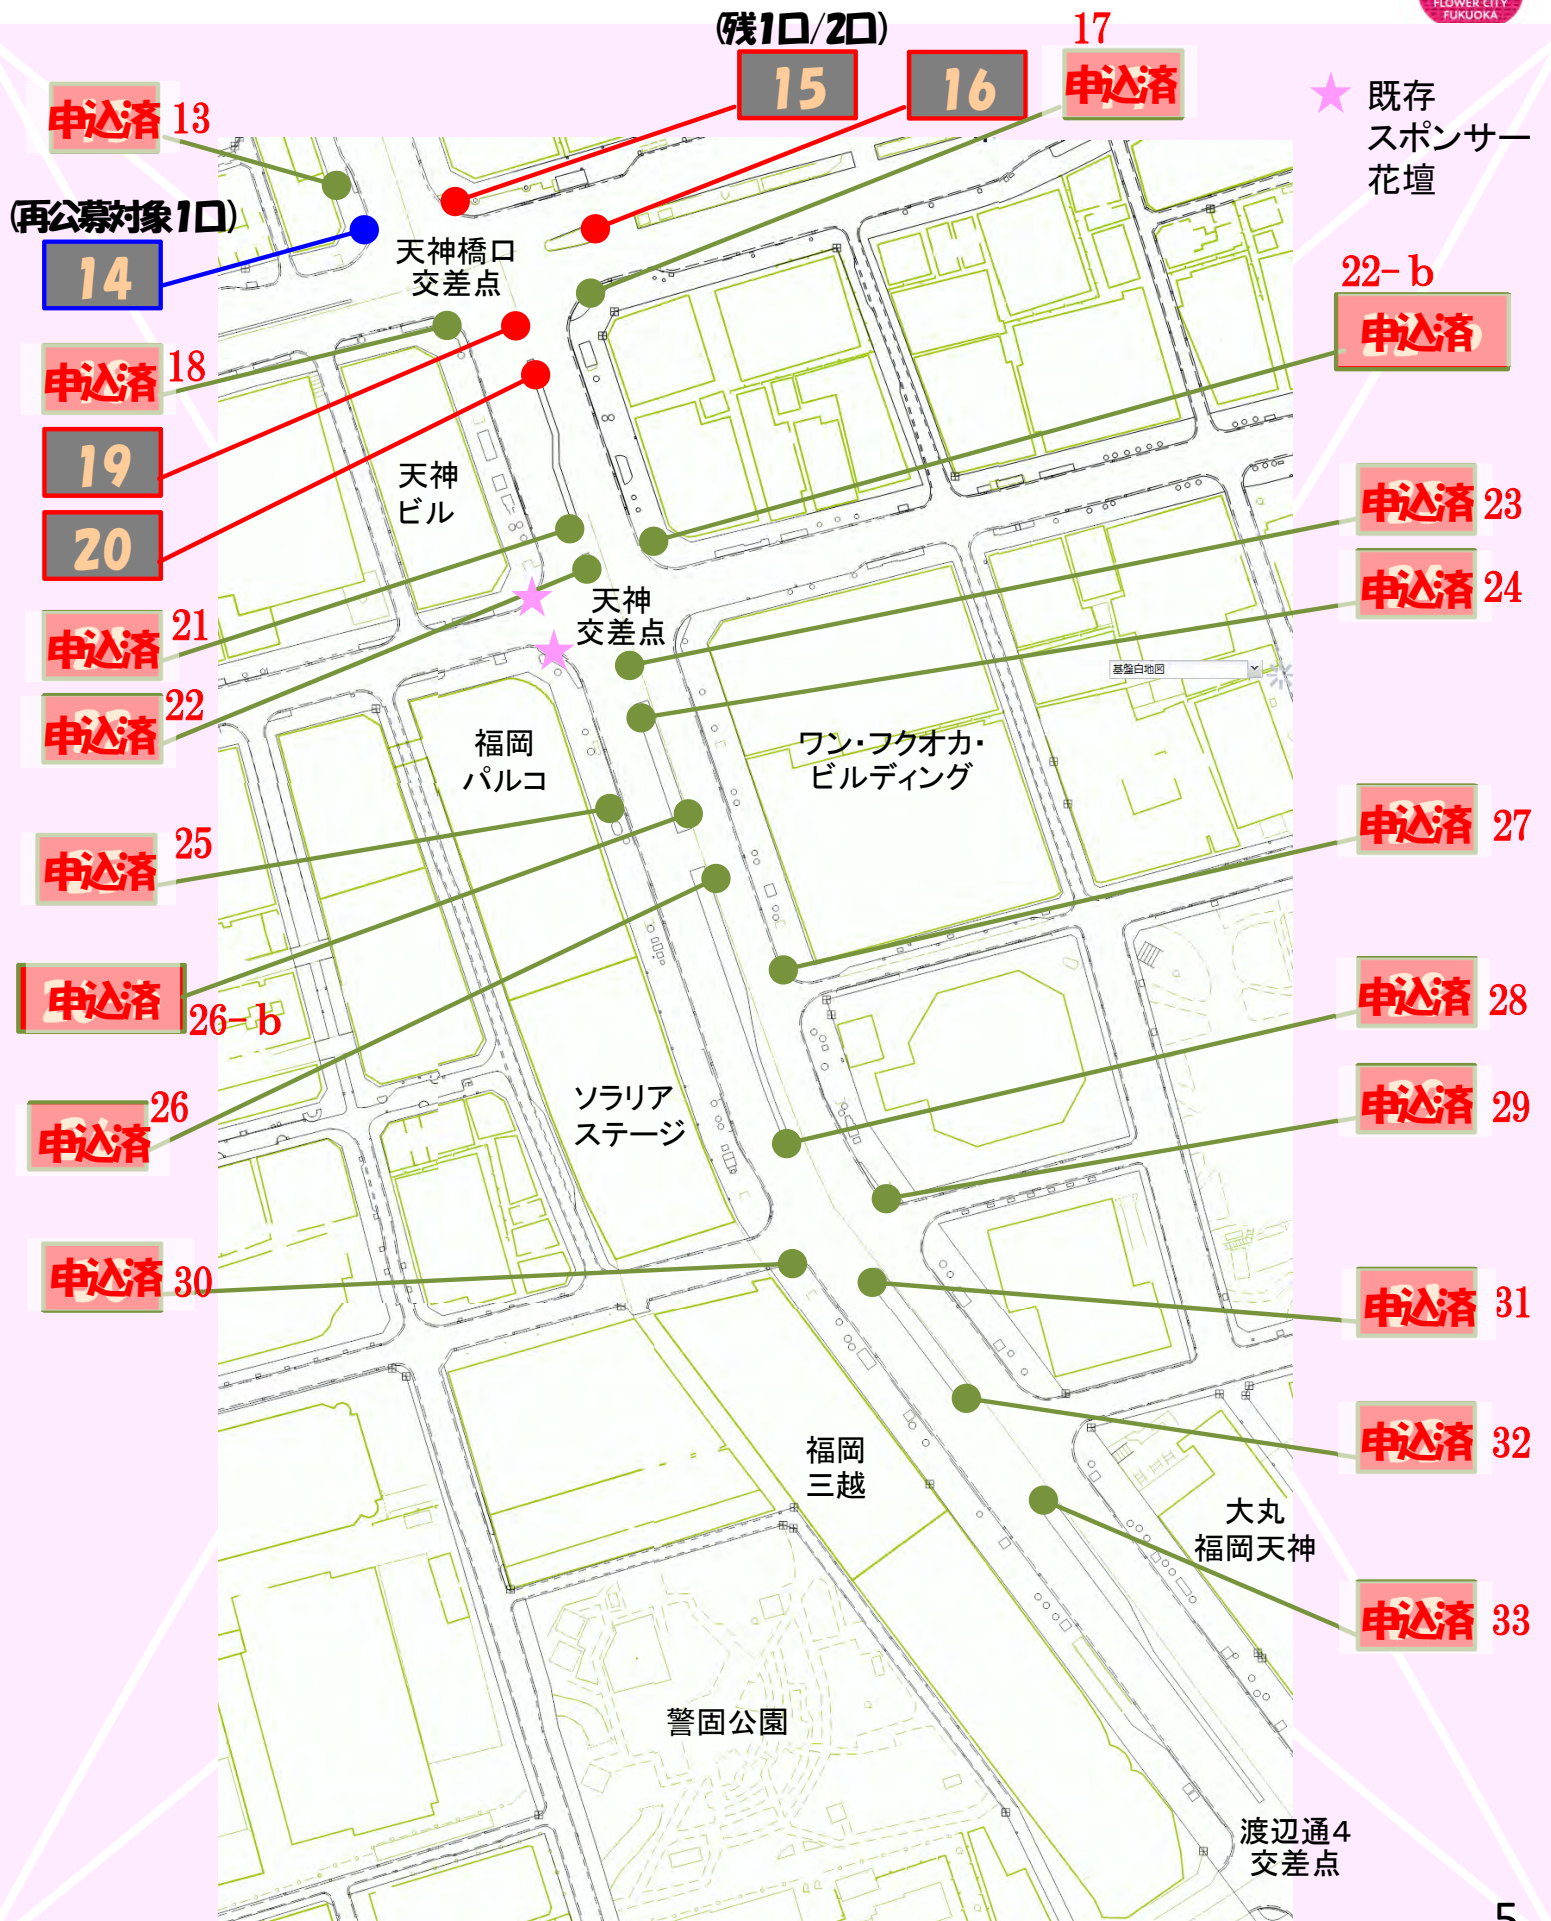 FLOWER CITY
FUKUOKA
(残1口/2口)
17
15
16
申込済
★ 既存
スポンサー
花壇
申込済 13
(再公募対象1口)
14
天神橋口
交差点
22-b
申込済
申込済 18
19
天神
ビル
申込済 23
20
申込済 24
天神
交差点
申込済 21
基盤白地図
申込済 22
福岡
パルコ
ワン・フクオカ・
ビルディング
申込済 27
申込済 25
申込済 26-b
申込済 28
申込済 26
ソラリア
ステージ
申込済 29
申込済 30
申込済 31
申込済 32
福岡
三越
大丸
福岡天神
申込済 33
警固公園
渡辺通4
交差点
5